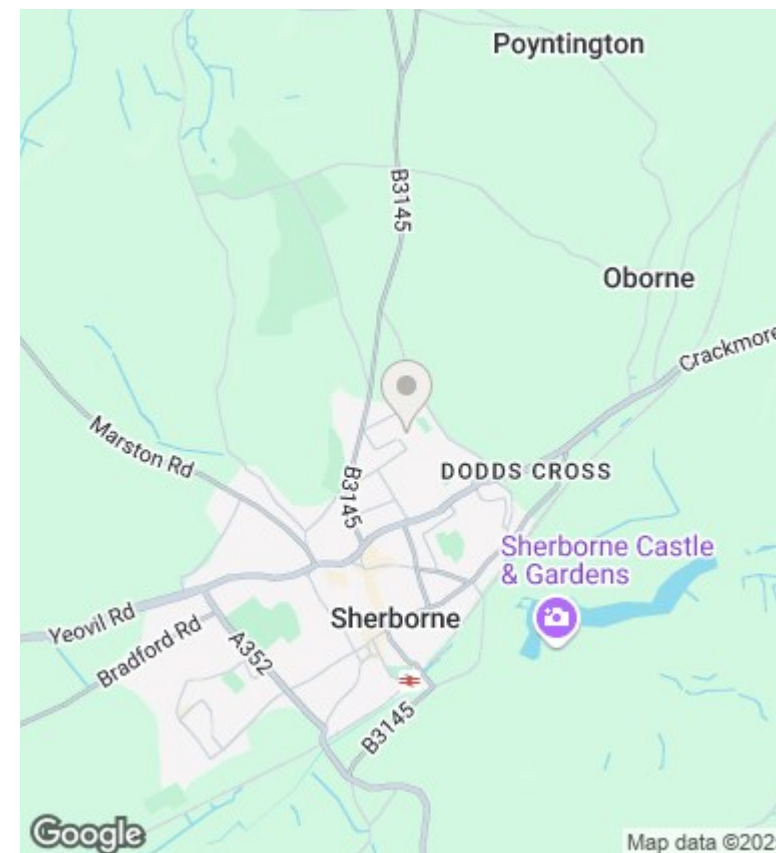 Poyntington
B3145
Oborne
Crackmore
Marston Rd
B3145
DODDS CROSS
Sherborne Castle
& Gardens
Sherborne
Yeovil Rd
Bradford Rd
A352
B3145
Google
Map data ©202